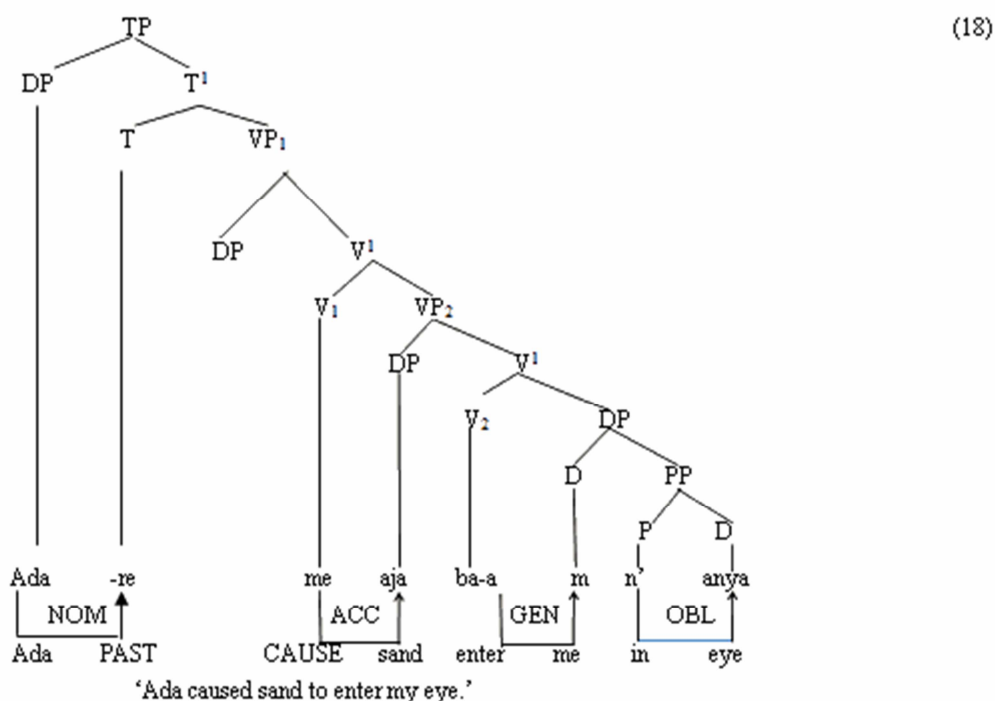 TP (18)
DP T¹
T VP₁
DP V¹
V₁ VP₂
DP V¹
V₂ DP
D PP
P D
Ada -re me aja ba-a m n' anya
NOM ACC GEN OBL
Ada PAST CAUSE sand enter me in eye
'Ada caused sand to enter my eye.'